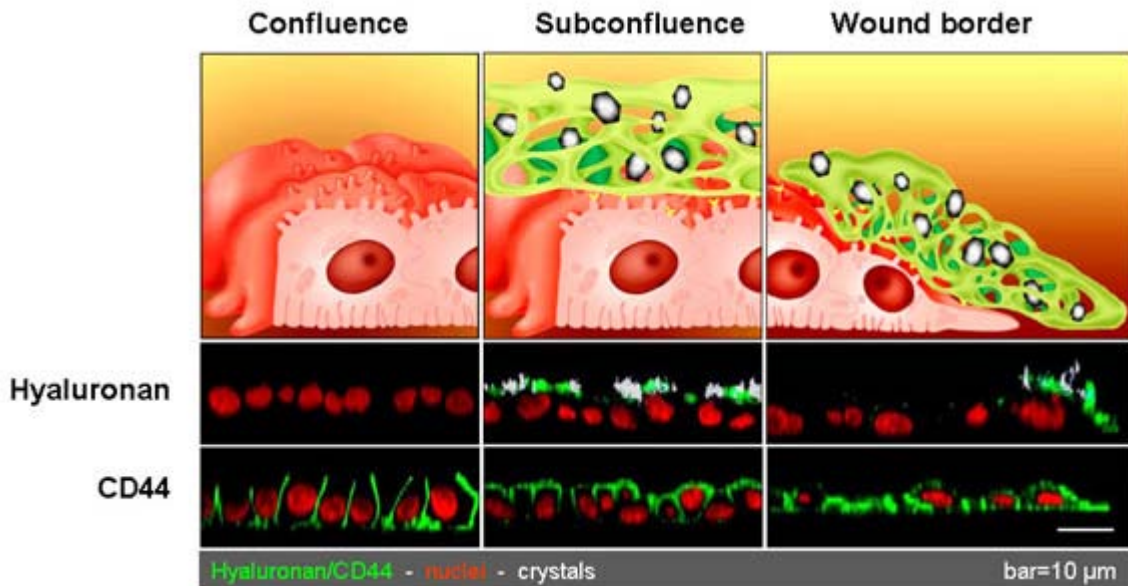 Confluence Subconfluence Wound border
Hyaluronan
CD44
Hyaluronan/CD44 - nuclei - crystals bar=10 µm